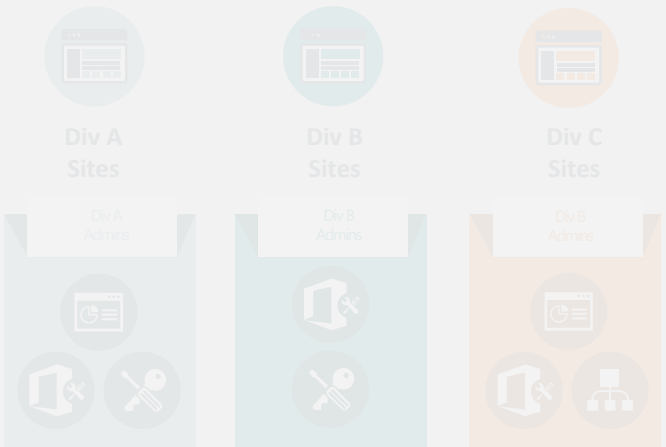 Div A
Sites
Div B
Sites
Div C
Sites
Div A
Admins
Div B
Admins
Div B
Admins